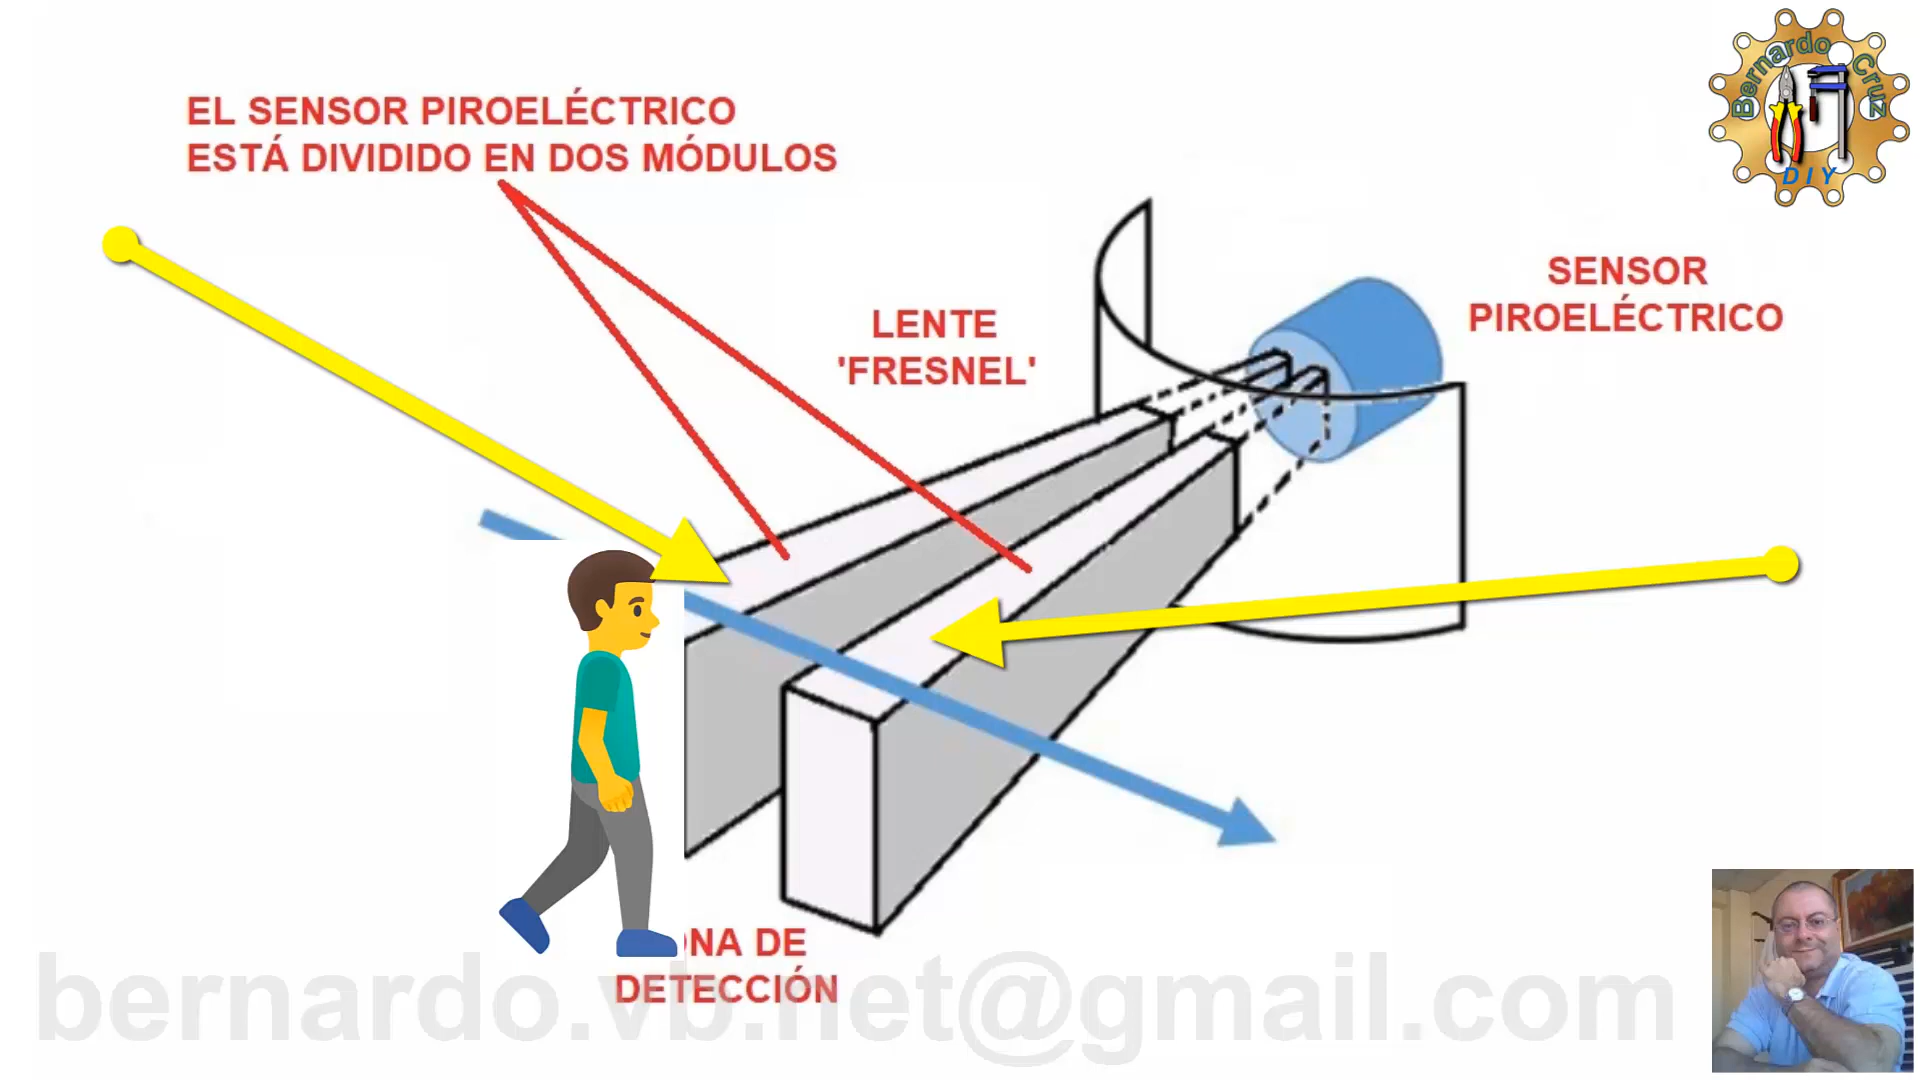 Bernardo Cruz
DIY
EL SENSOR PIROELÉCTRICO
ESTÁ DIVIDIDO EN DOS MÓDULOS
SENSOR
PIROELÉCTRICO
LENTE
'FRESNEL'
ONA DE
DETECCIÓN
bernardo.vb.net@gmail.com